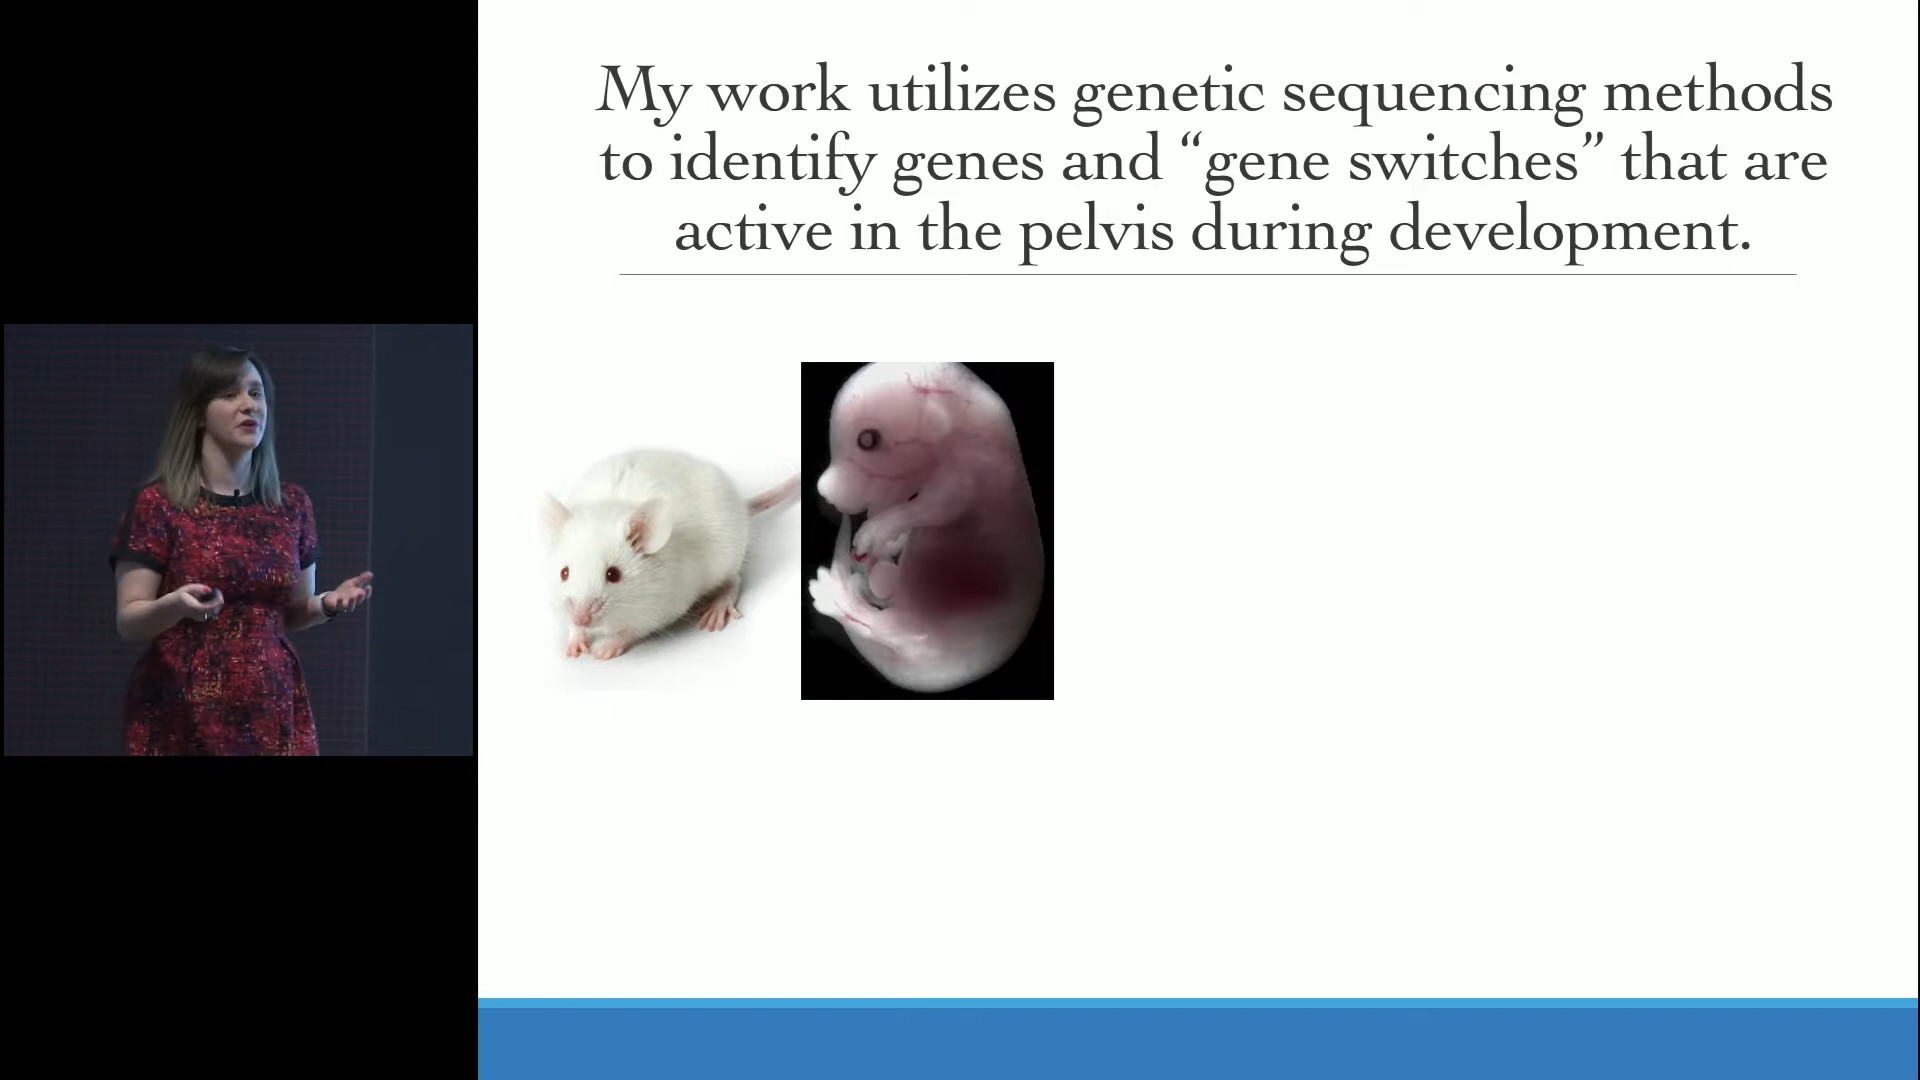 My work utilizes genetic sequencing methods
to identify genes and “gene switches” that are
active in the pelvis during development.